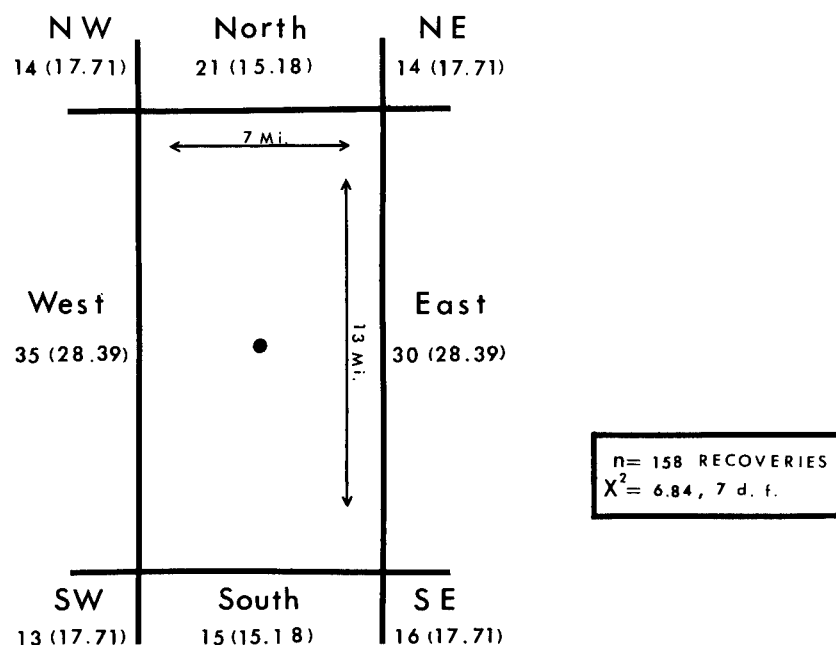 NW North NE
14 (17.71) 21 (15.18) 14 (17.71)
7 Mi.
13 Mi.
West East
35 (28.39) 30 (28.39)
n= 158 RECOVERIES
X²= 6.84, 7 d. f.
SW South SE
13 (17.71) 15 (15.18) 16 (17.71)